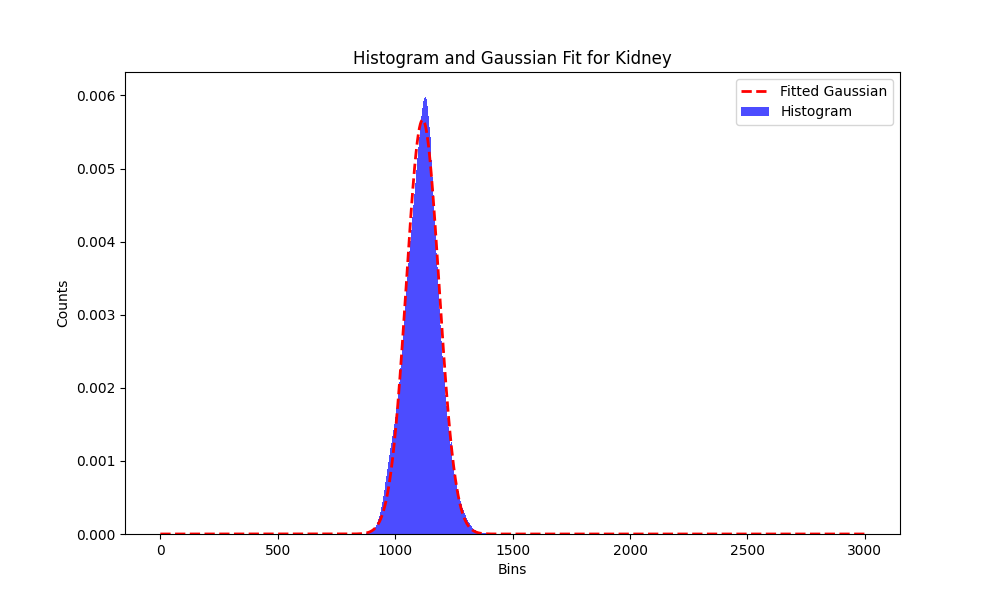 Histogram and Gaussian Fit for Kidney
Fitted Gaussian
Histogram
0.006
0.005
0.004
0.003
0.002
0.001
0.000
Counts
0 500 1000 1500 2000 2500 3000
Bins